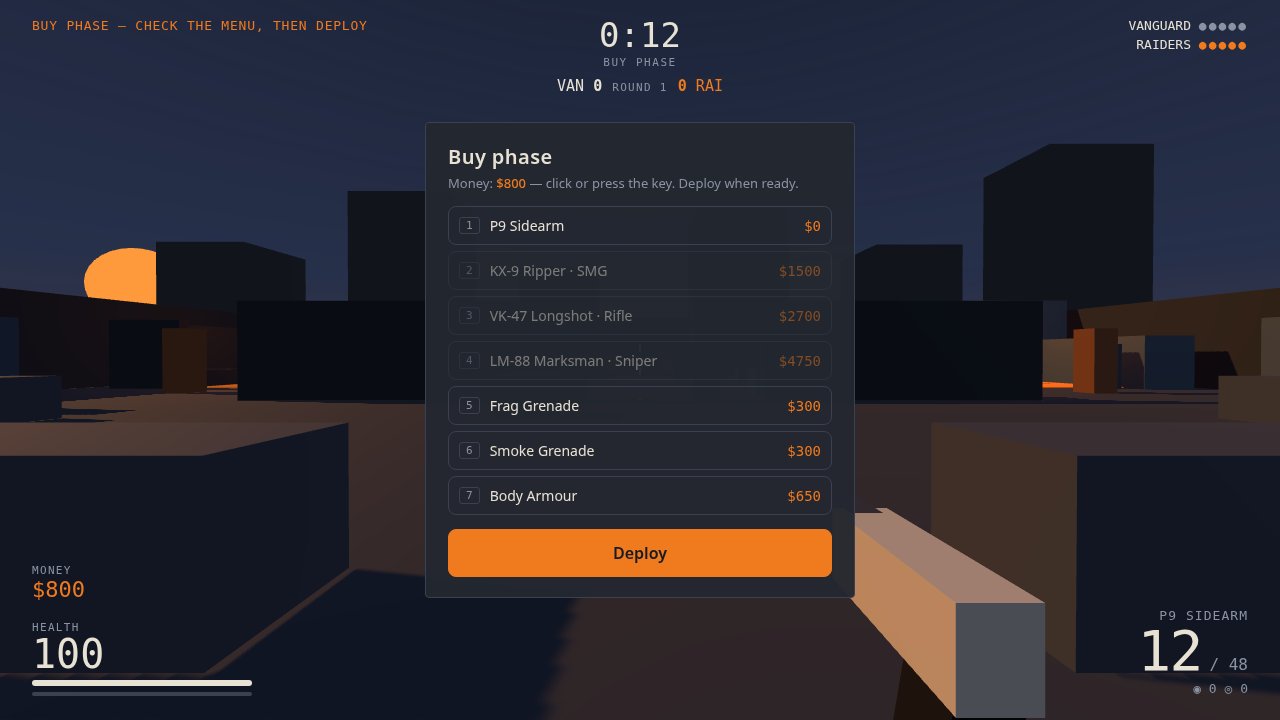 BUY PHASE — CHECK THE MENU, THEN DEPLOY
0:12
BUY PHASE
VAN 0 ROUND 1 0 RAI
VANGUARD ●●●●●
RAIDERS ●●●●●
Buy phase
Money: $800 — click or press the key. Deploy when ready.
1 P9 Sidearm $0
2 KX-9 Ripper · SMG $1500
3 VK-47 Longshot · Rifle $2700
4 LM-88 Marksman · Sniper $4750
5 Frag Grenade $300
6 Smoke Grenade $300
7 Body Armour $650
Deploy
MONEY
$800
HEALTH
100
P9 SIDEARM
12 / 48
◉ 0 ◎ 0